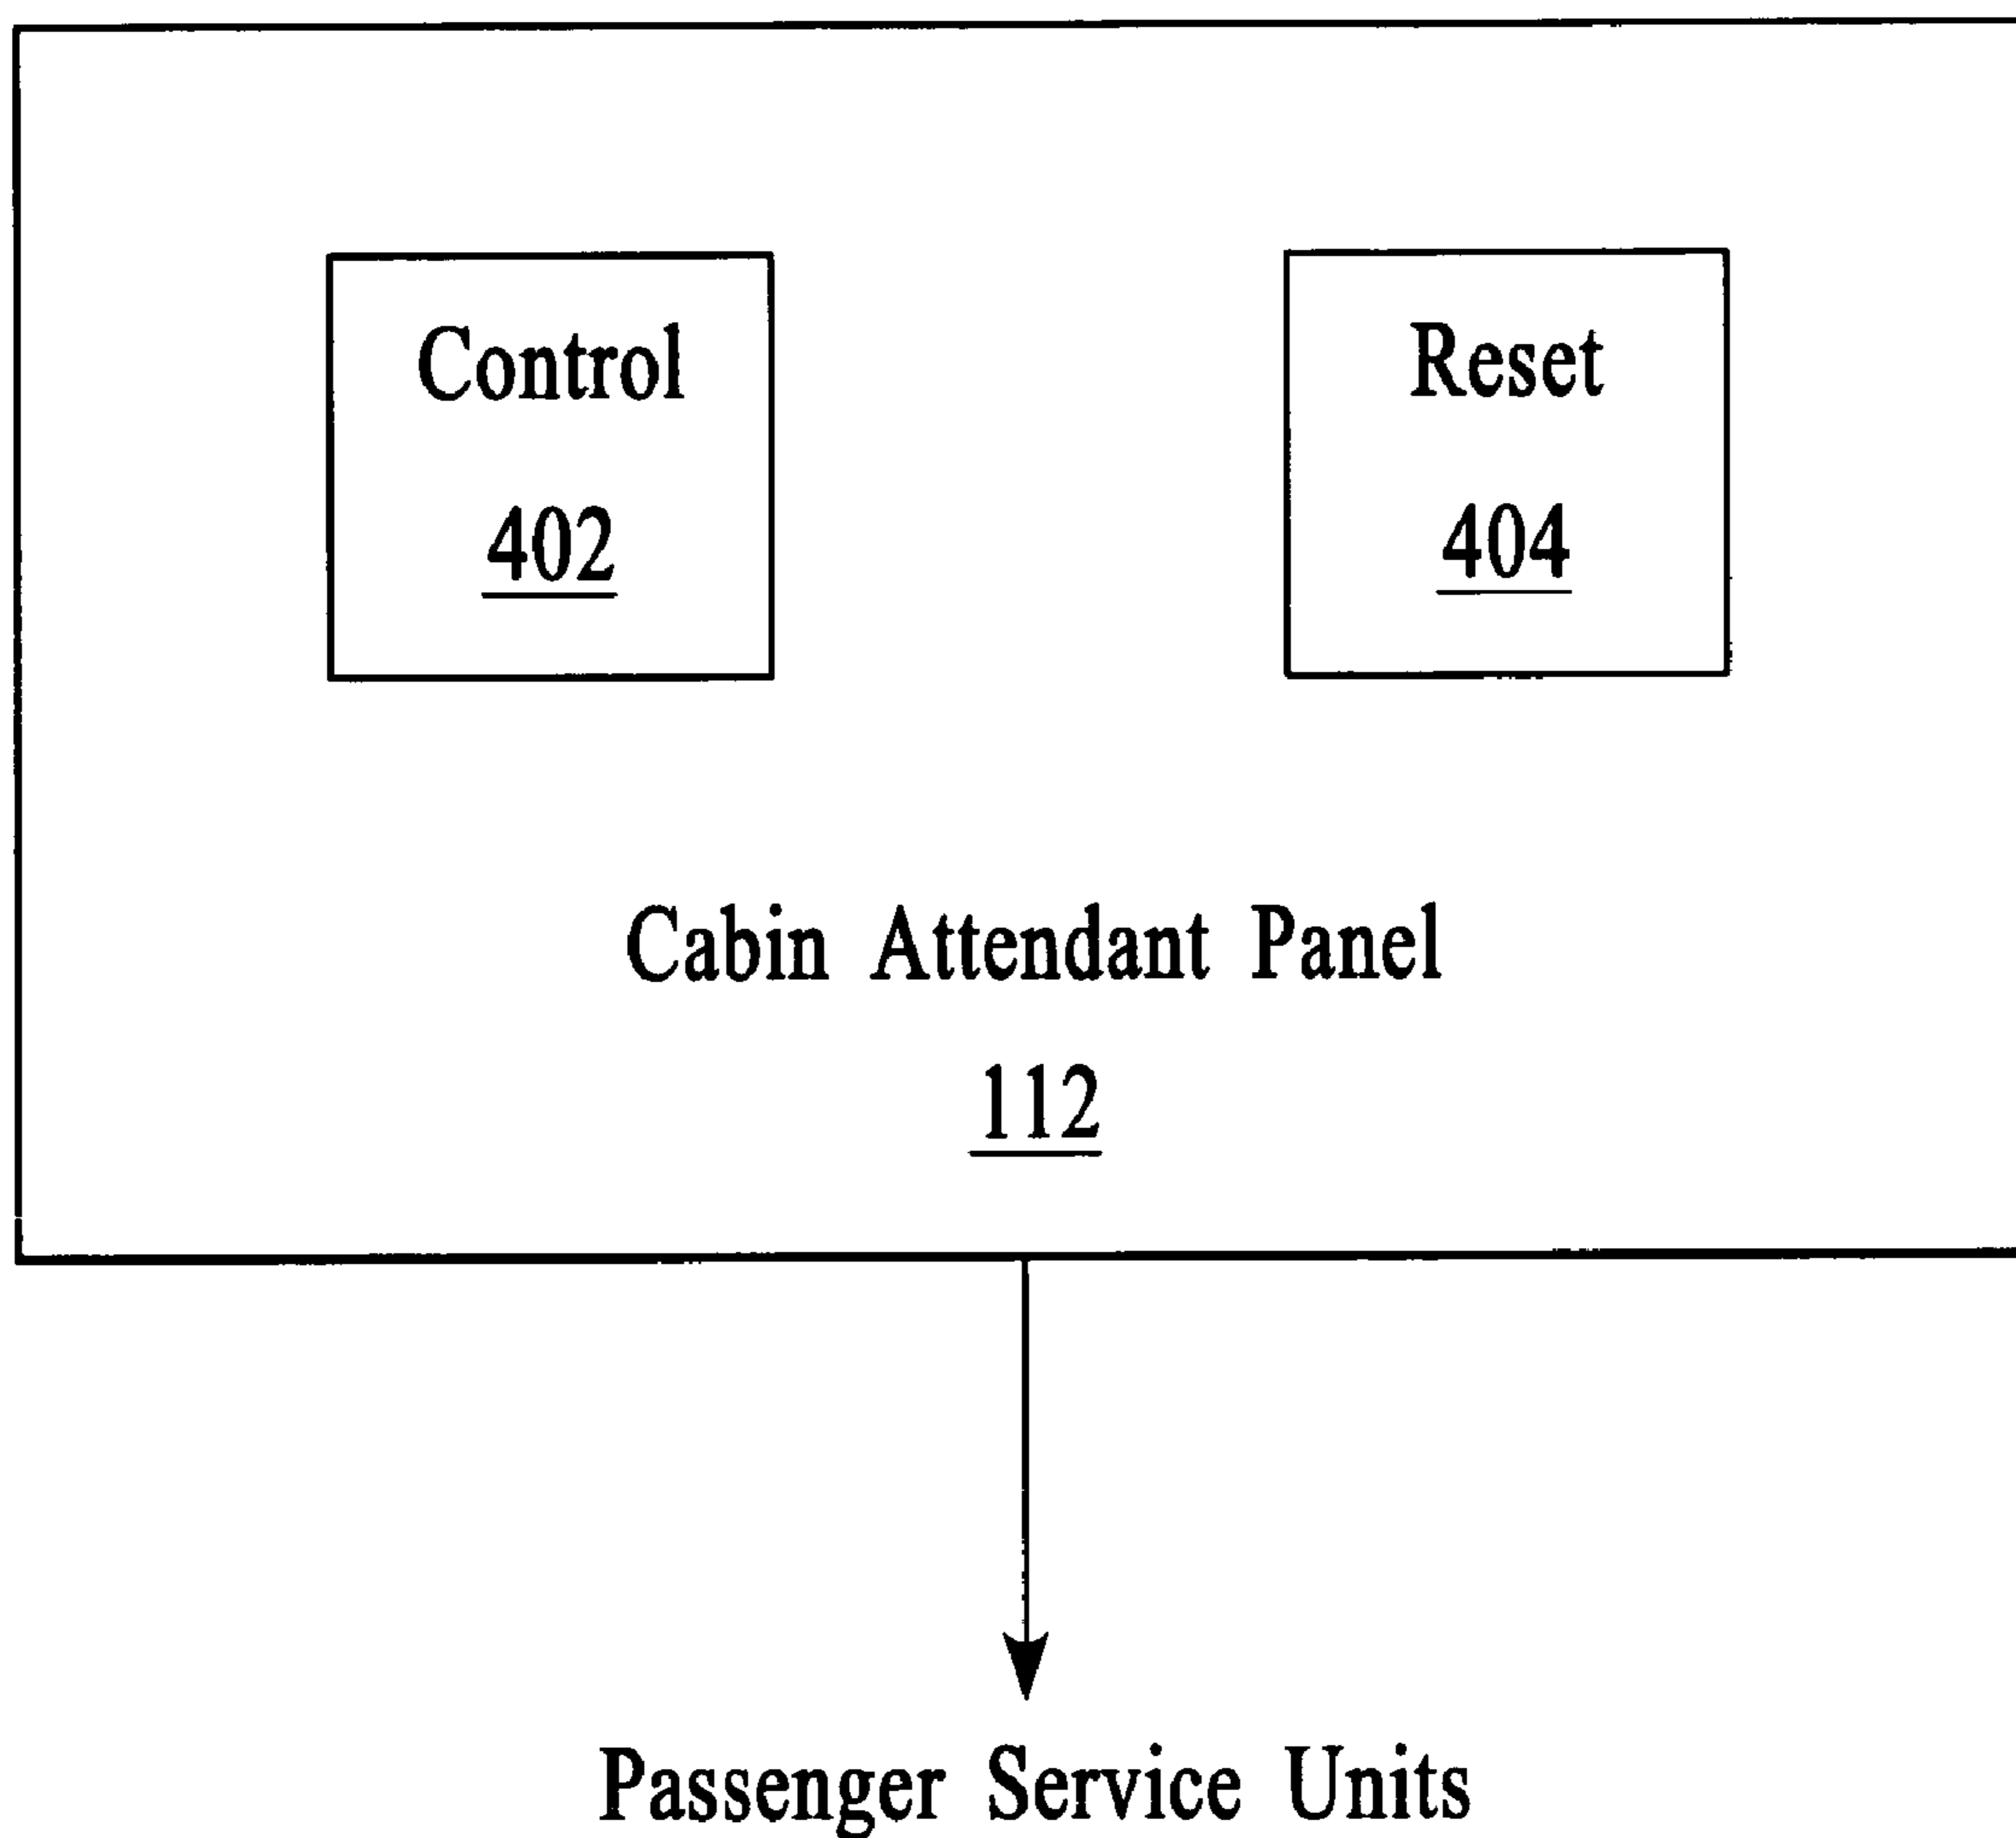 Control
402
Reset
404
Cabin Attendant Panel
112
Passenger Service Units